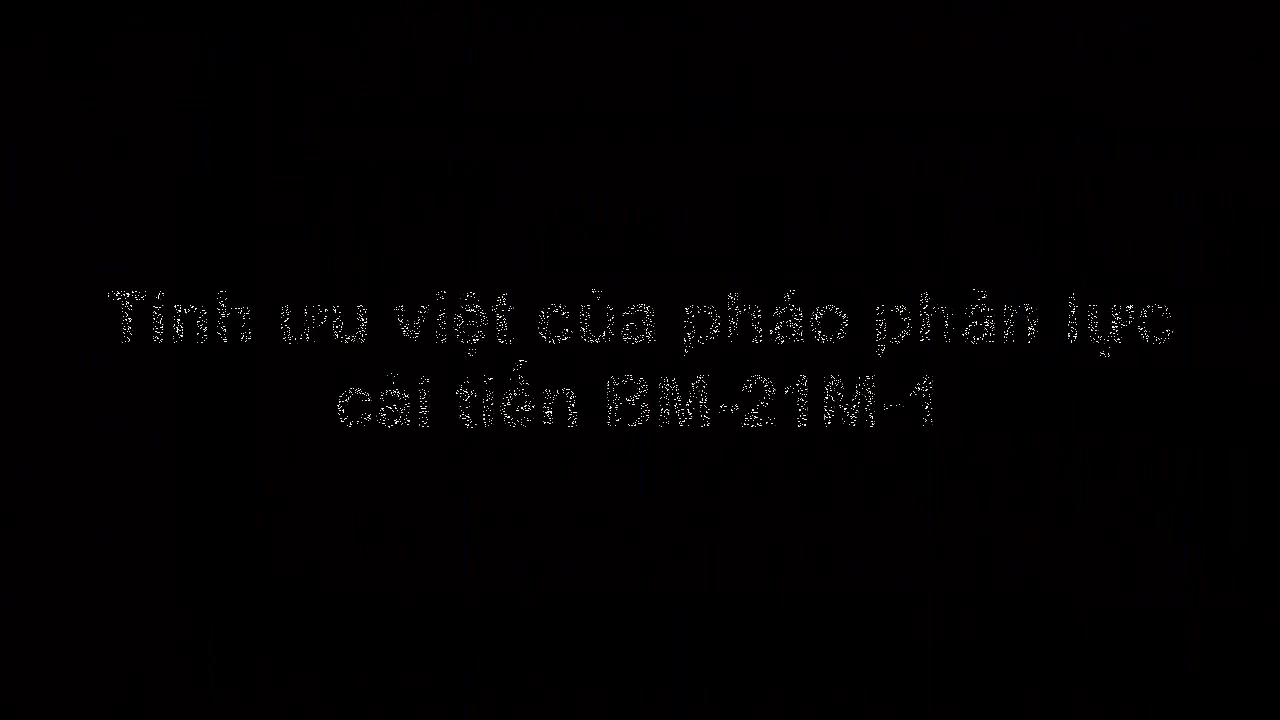 Tính ưu việt của pháo phản lực
cải tiến BM-21M-1